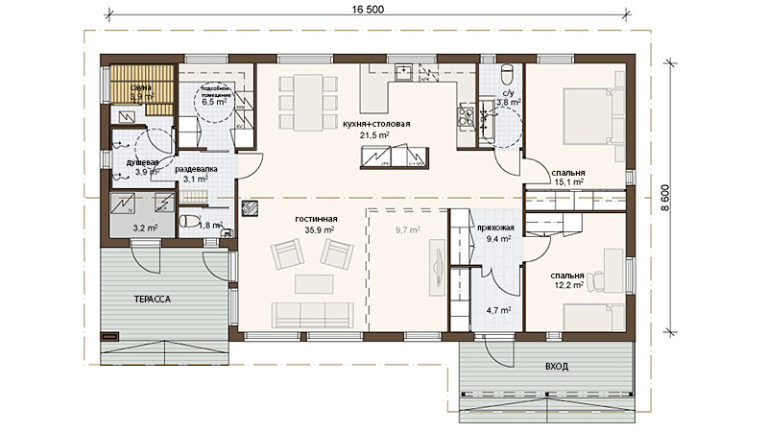 16 500
сауна
3,9 m²
подсобное
помещение
6,5 m²
с/у
3,8 m²
кухня+столовая
21,5 m²
душевая
3,9 m²
раздевалка
3,1 m²
спальня
15,1 m²
8 600
3,2 m²
1,8 m²
гостинная
35,9 m²
9,7 m²
прихожая
9,4 m²
спальня
12,2 m²
ТЕРАССА
4,7 m²
ВХОД